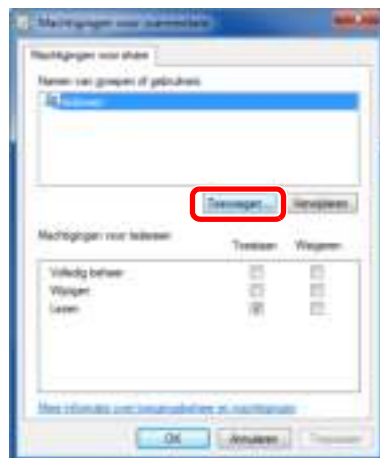 Machtigingen voor
Machtigingen voor share
Namen van groepen of gebruikers:
Iedereen
Toevoegen... Verwijderen
Machtigingen voor Iedereen
Toestaan Weigeren
Volledig beheer
Wijzigen
Lezen
Meer informatie over toegangsbeheer en machtigingen
OK Annuleren Toepassen